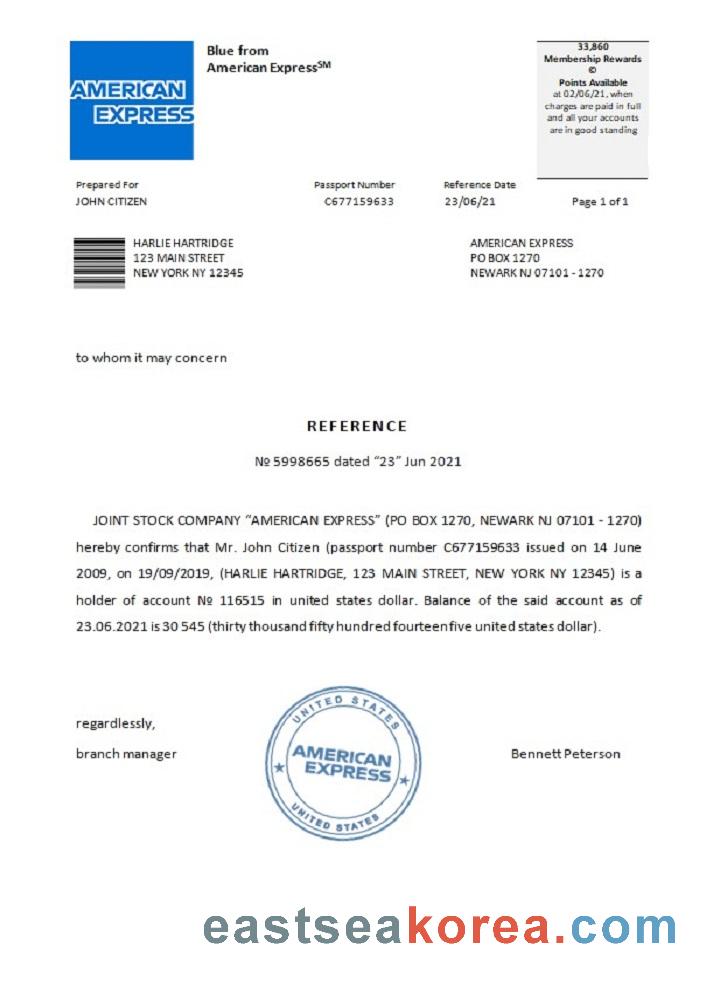 AMERICAN
EXPRESS
Blue from
American Express℠
33,860
Membership Rewards
©
Points Available
at 02/06/21, when
charges are paid in full
and all your accounts
are in good standing
Prepared For
Passport Number
Reference Date
JOHN CITIZEN
C677159633
23/06/21
Page 1 of 1
HARLIE HARTRIDGE
123 MAIN STREET
NEW YORK NY 12345
AMERICAN EXPRESS
PO BOX 1270
NEWARK NJ 07101 - 1270
to whom it may concern
REFERENCE
№ 5998665 dated “23” Jun 2021
JOINT STOCK COMPANY “AMERICAN EXPRESS” (PO BOX 1270, NEWARK NJ 07101 - 1270)
hereby confirms that Mr. John Citizen (passport number C677159633 issued on 14 June
2009, on 19/09/2019, (HARLIE HARTRIDGE, 123 MAIN STREET, NEW YORK NY 12345) is a
holder of account № 116515 in united states dollar. Balance of the said account as of
23.06.2021 is 30 545 (thirty thousand fifty hundred fourteen five united states dollar).
regardlessly,
branch manager
UNITED STATES
AMERICAN
EXPRESS
UNITED STATES
Bennett Peterson
eastseakorea.com